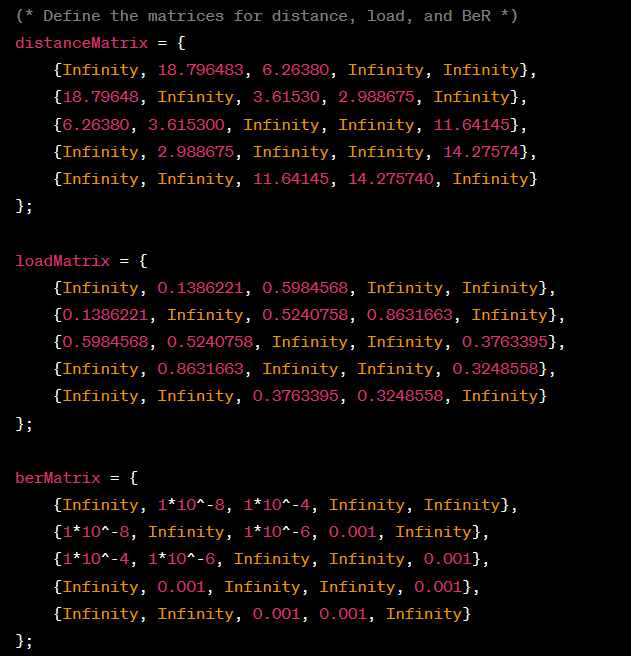 (* Define the matrices for distance, load, and BeR *)
distanceMatrix = {
    {Infinity, 18.796483, 6.26380, Infinity, Infinity},
    {18.79648, Infinity, 3.61530, 2.988675, Infinity},
    {6.26380, 3.615300, Infinity, Infinity, 11.64145},
    {Infinity, 2.988675, Infinity, Infinity, 14.27574},
    {Infinity, Infinity, 11.64145, 14.275740, Infinity}
};

loadMatrix = {
    {Infinity, 0.1386221, 0.5984568, Infinity, Infinity},
    {0.1386221, Infinity, 0.5240758, 0.8631663, Infinity},
    {0.5984568, 0.5240758, Infinity, Infinity, 0.3763395},
    {Infinity, 0.8631663, Infinity, Infinity, 0.3248558},
    {Infinity, Infinity, 0.3763395, 0.3248558, Infinity}
};

berMatrix = {
    {Infinity, 1*10^-8, 1*10^-4, Infinity, Infinity},
    {1*10^-8, Infinity, 1*10^-6, 0.001, Infinity},
    {1*10^-4, 1*10^-6, Infinity, Infinity, 0.001},
    {Infinity, 0.001, Infinity, Infinity, 0.001},
    {Infinity, Infinity, 0.001, 0.001, Infinity}
};